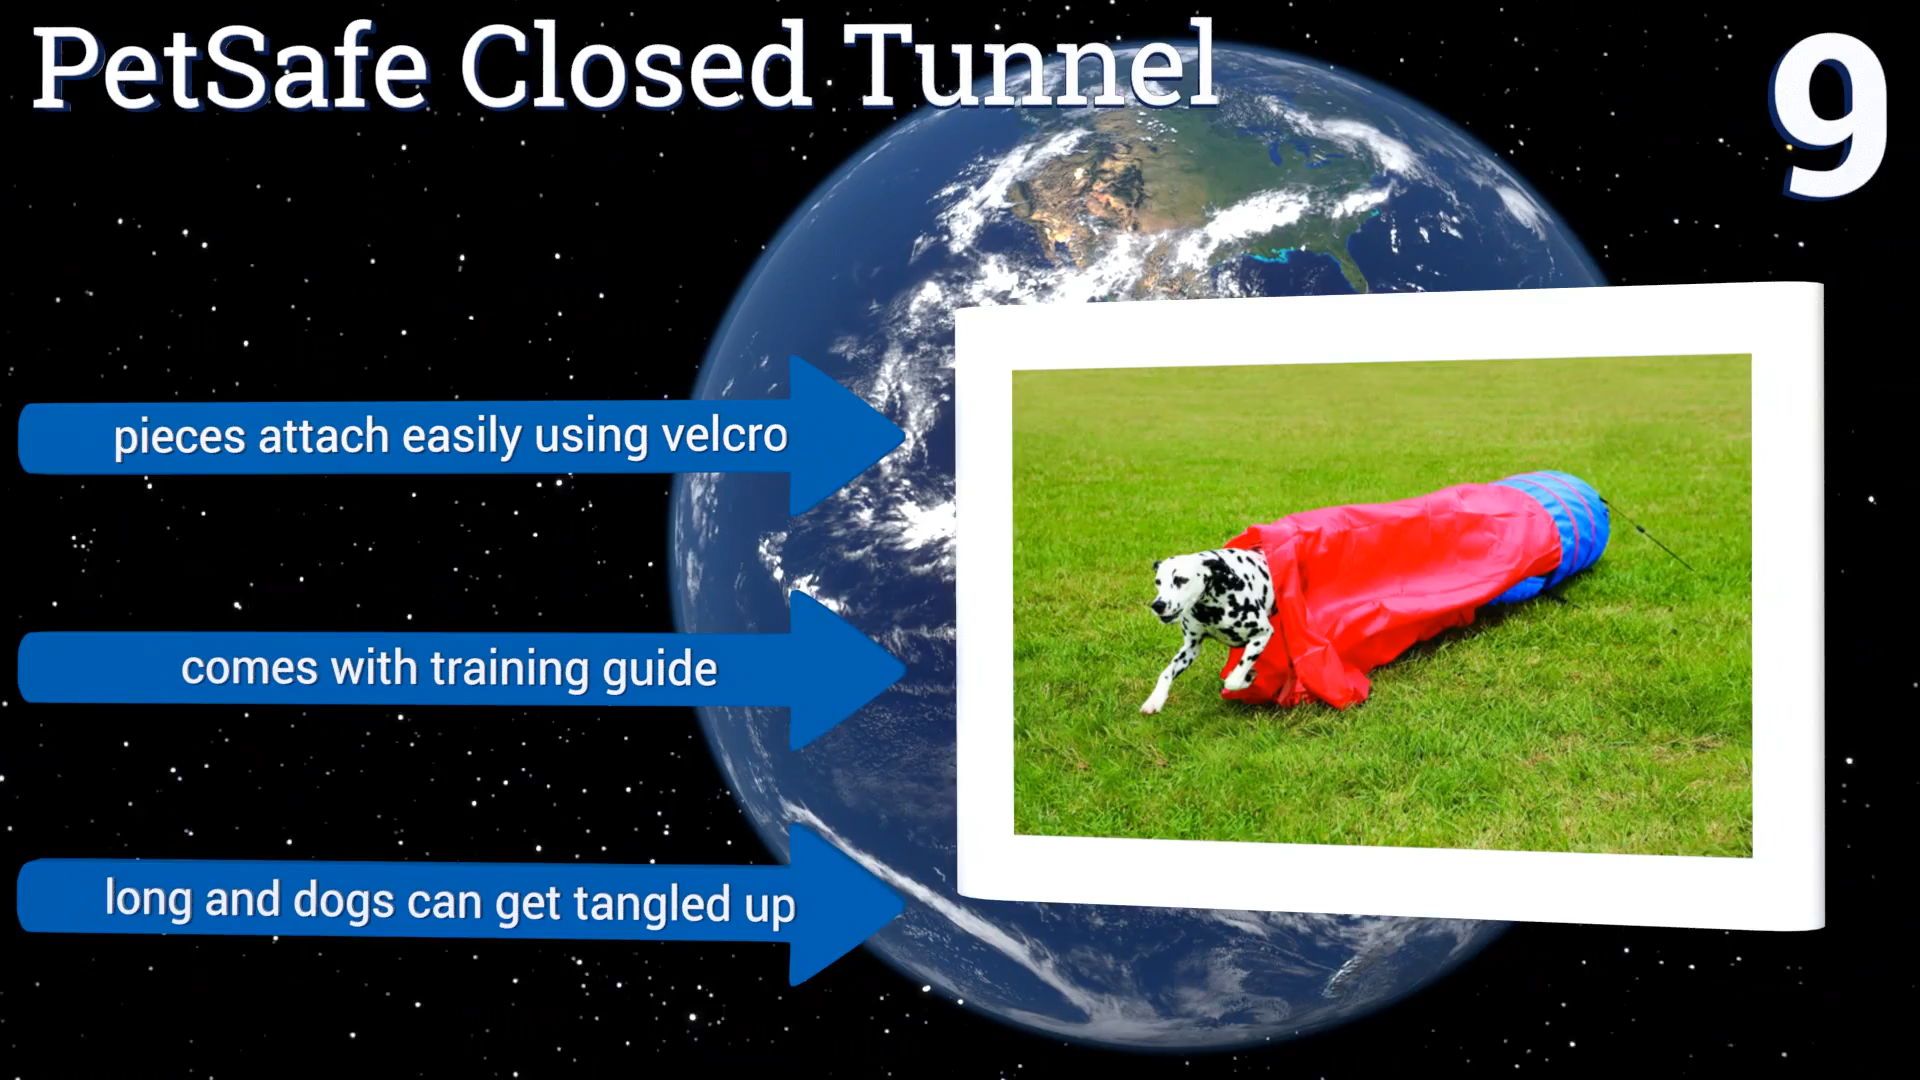 PetSafe Closed Tunnel
9
pieces attach easily using velcro
comes with training guide
long and dogs can get tangled up